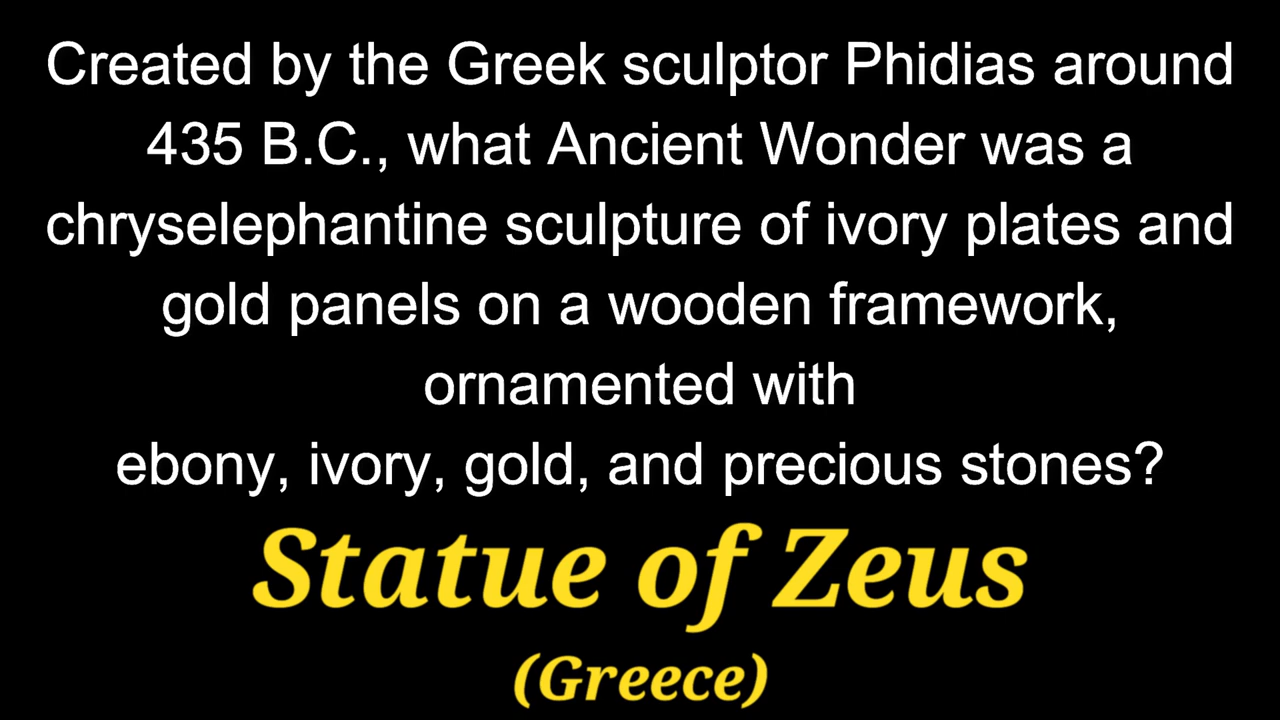 Created by the Greek sculptor Phidias around
435 B.C., what Ancient Wonder was a
chryselephantine sculpture of ivory plates and
gold panels on a wooden framework,
ornamented with
ebony, ivory, gold, and precious stones?
Statue of Zeus
(Greece)